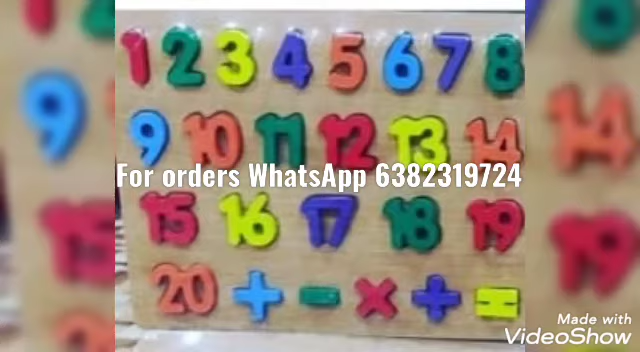 1 2 3 4 5 6 7 8
9 10 11 12 13 14
For orders WhatsApp 6382319724
15 16 17 18 19
20 + - × + =
Made with
VideoShow